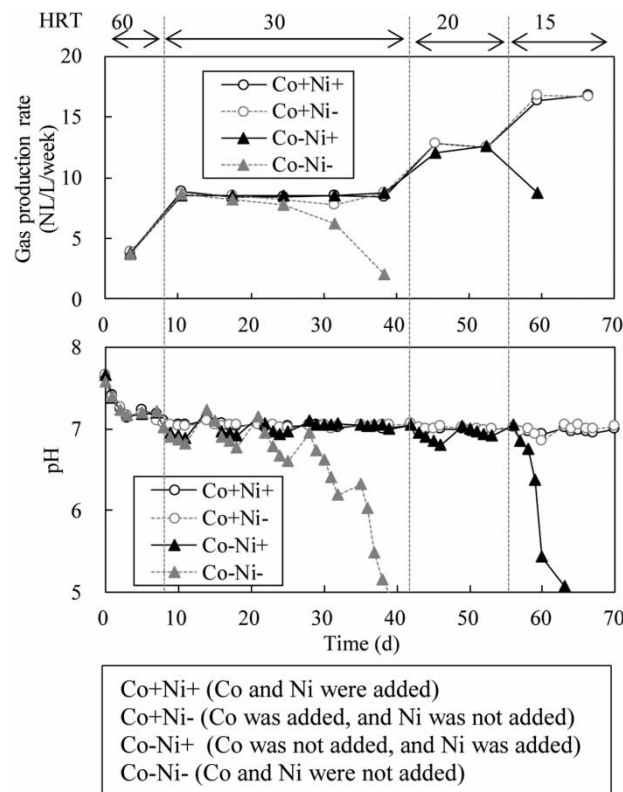 HRT 60 30 20 15
20
15
10
5
0
Gas production rate
(NL/L/week)
Co+Ni+
Co+Ni-
Co-Ni+
Co-Ni-
0 10 20 30 40 50 60 70
8
7
6
5
pH
Co+Ni+
Co+Ni-
Co-Ni+
Co-Ni-
0 10 20 30 40 50 60 70
Time (d)
Co+Ni+ (Co and Ni were added)
Co+Ni- (Co was added, and Ni was not added)
Co-Ni+ (Co was not added, and Ni was added)
Co-Ni- (Co and Ni were not added)